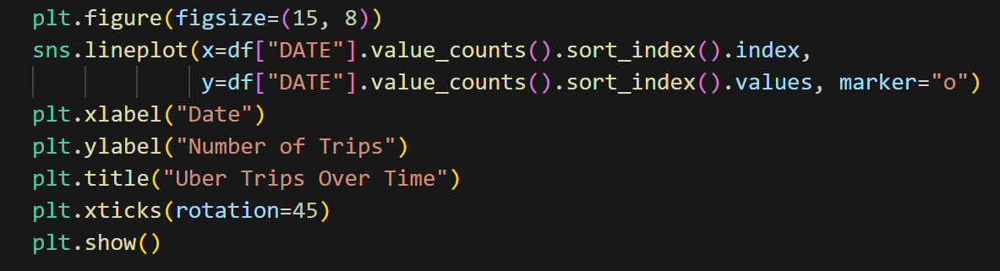 plt.figure(figsize=(15, 8))
sns.lineplot(x=df["DATE"].value_counts().sort_index().index,
             y=df["DATE"].value_counts().sort_index().values, marker="o")
plt.xlabel("Date")
plt.ylabel("Number of Trips")
plt.title("Uber Trips Over Time")
plt.xticks(rotation=45)
plt.show()